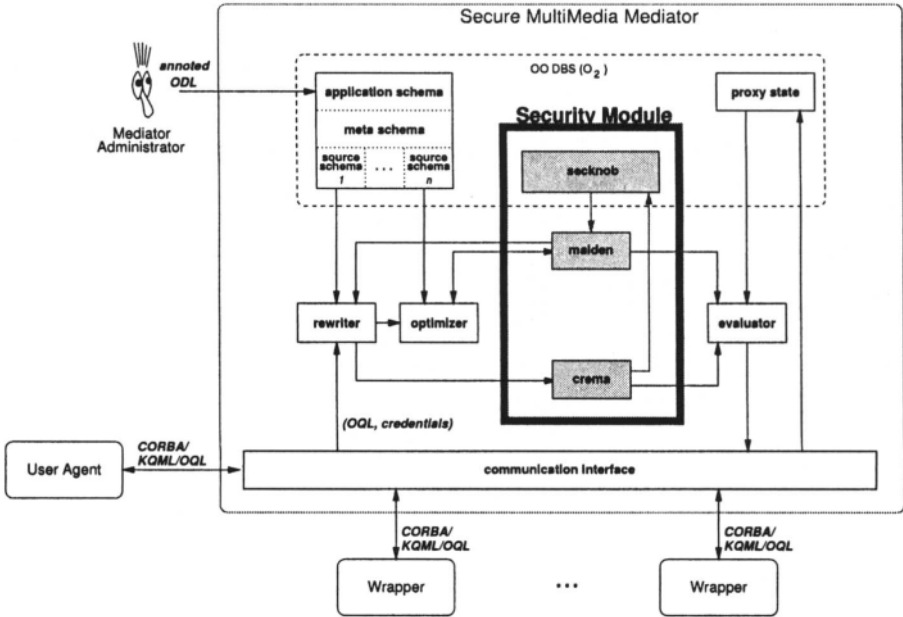 Secure MultiMedia Mediator
annoted
ODL
Mediator
Administrator
OO DBS (O2)
application schema
meta schema
source
schema
1
...
source
schema
n
proxy state
Security Module
secknob
maiden
rewriter
optimizer
evaluator
crema
(OQL, credentials)
User Agent
CORBA/
KQML/OQL
communication interface
CORBA/
KQML/OQL
CORBA/
KQML/OQL
Wrapper
...
Wrapper